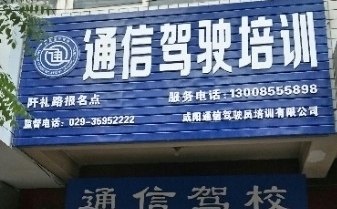 通信驾驶培训
阡礼路报名点
服务电话：13008555898
监督电话：029-35952222
咸阳通信驾驶员培训有限公司
通信驾校